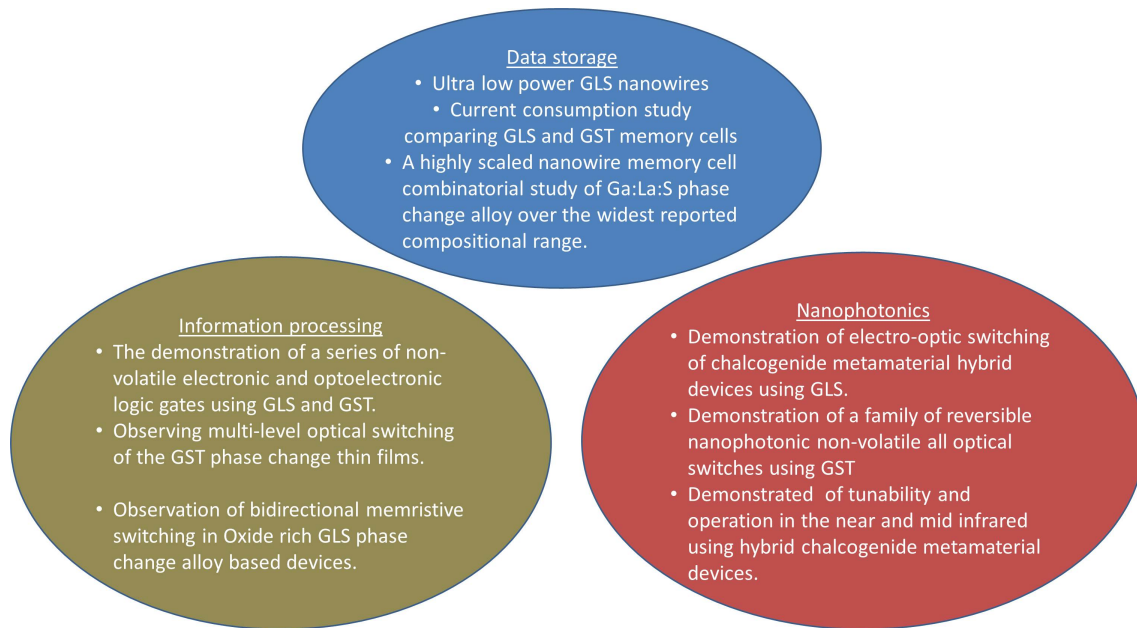 Data storage
• Ultra low power GLS nanowires
• Current consumption study
comparing GLS and GST memory cells
• A highly scaled nanowire memory cell
combinatorial study of Ga:La:S phase
change alloy over the widest reported
compositional range.
Information processing
• The demonstration of a series of non-
volatile electronic and optoelectronic
logic gates using GLS and GST.
• Observing multi-level optical switching
of the GST phase change thin films.
• Observation of bidirectional memristive
switching in Oxide rich GLS phase
change alloy based devices.
Nanophotonics
• Demonstration of electro-optic switching
of chalcogenide metamaterial hybrid
devices using GLS.
• Demonstration of a family of reversible
nanophotonic non-volatile all optical
switches using GST
• Demonstrated of tunability and
operation in the near and mid infrared
using hybrid chalcogenide metamaterial
devices.